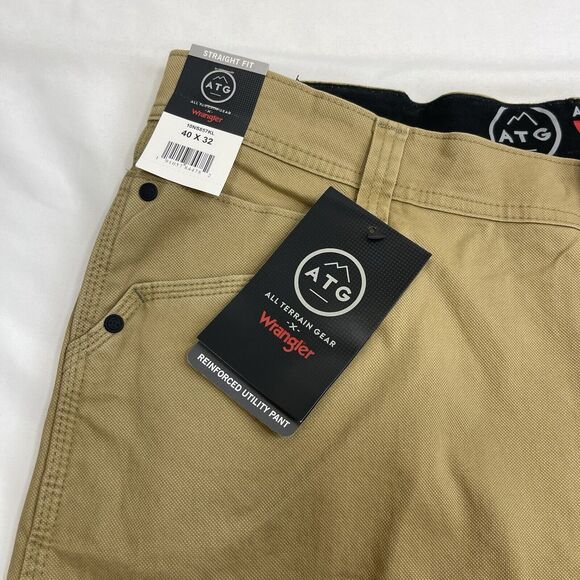 STRAIGHT FIT
ATG
ALL TERRAIN GEAR
Wrangler
40 X 32
ATG
ATG
ALL TERRAIN GEAR
-X-
Wrangler
REINFORCED UTILITY PANT